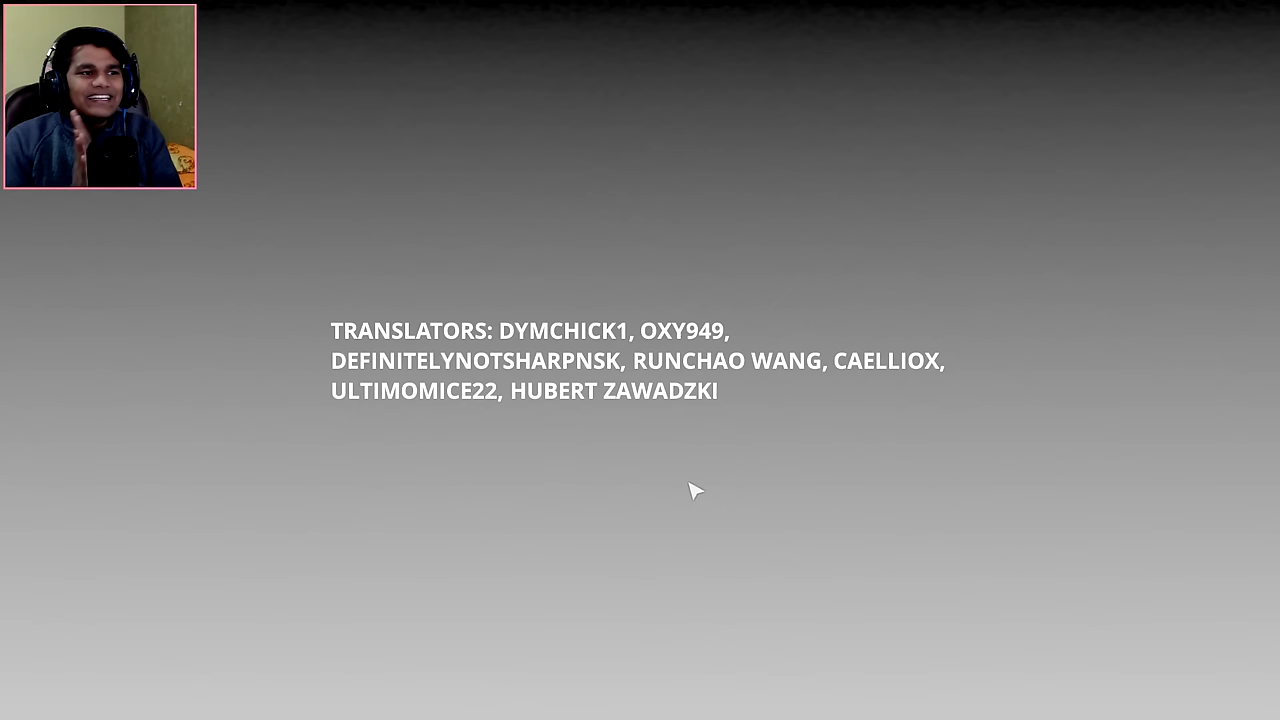 TRANSLATORS: DYMCHICK1, OXY949,
DEFINITELYNOTSHARPNSK, RUNCHAO WANG, CAELLIOX,
ULTIMOMICE22, HUBERT ZAWADZKI